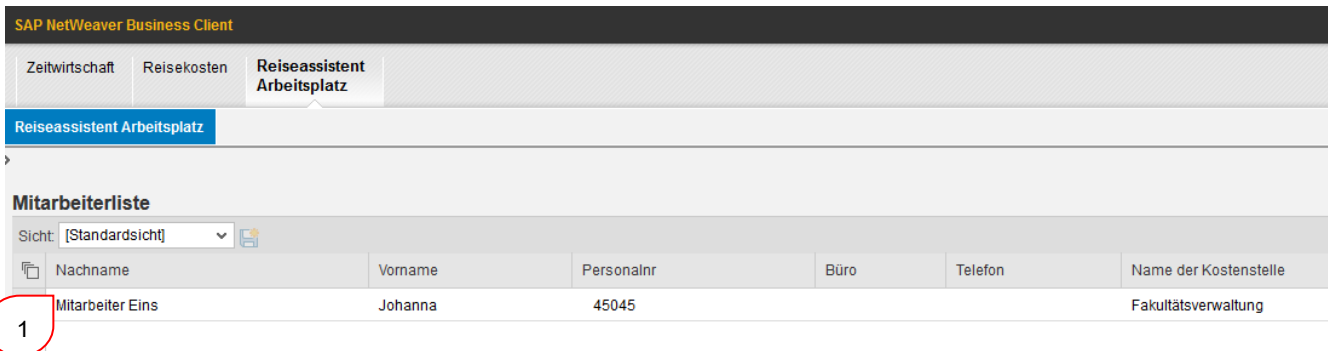 SAP NetWeaver Business Client
Zeitwirtschaft Reisekosten Reiseassistent
Arbeitsplatz
Reiseassistent Arbeitsplatz
Mitarbeiterliste
Sicht: [Standardsicht]
Nachname Vorname Personalnr Büro Telefon Name der Kostenstelle
Mitarbeiter Eins Johanna 45045 Fakultätsverwaltung
1